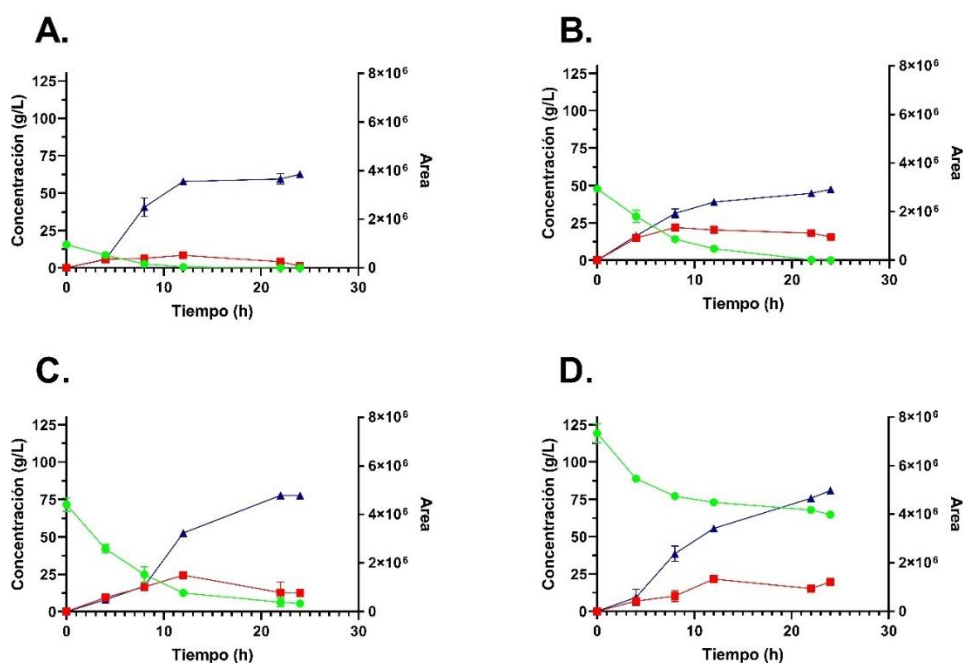 A.
Concentración (g/L)
125
100
75
50
25
0
8×10⁶
6×10⁶
4×10⁶
2×10⁶
0
Area
0 10 20 30
Tiempo (h)
B.
Concentración (g/L)
125
100
75
50
25
0
8×10⁶
6×10⁶
4×10⁶
2×10⁶
0
Area
0 10 20 30
Tiempo (h)
C.
Concentración (g/L)
125
100
75
50
25
0
8×10⁶
6×10⁶
4×10⁶
2×10⁶
0
Area
0 10 20 30
Tiempo (h)
D.
Concentración (g/L)
125
100
75
50
25
0
8×10⁶
6×10⁶
4×10⁶
2×10⁶
0
Area
0 10 20 30
Tiempo (h)